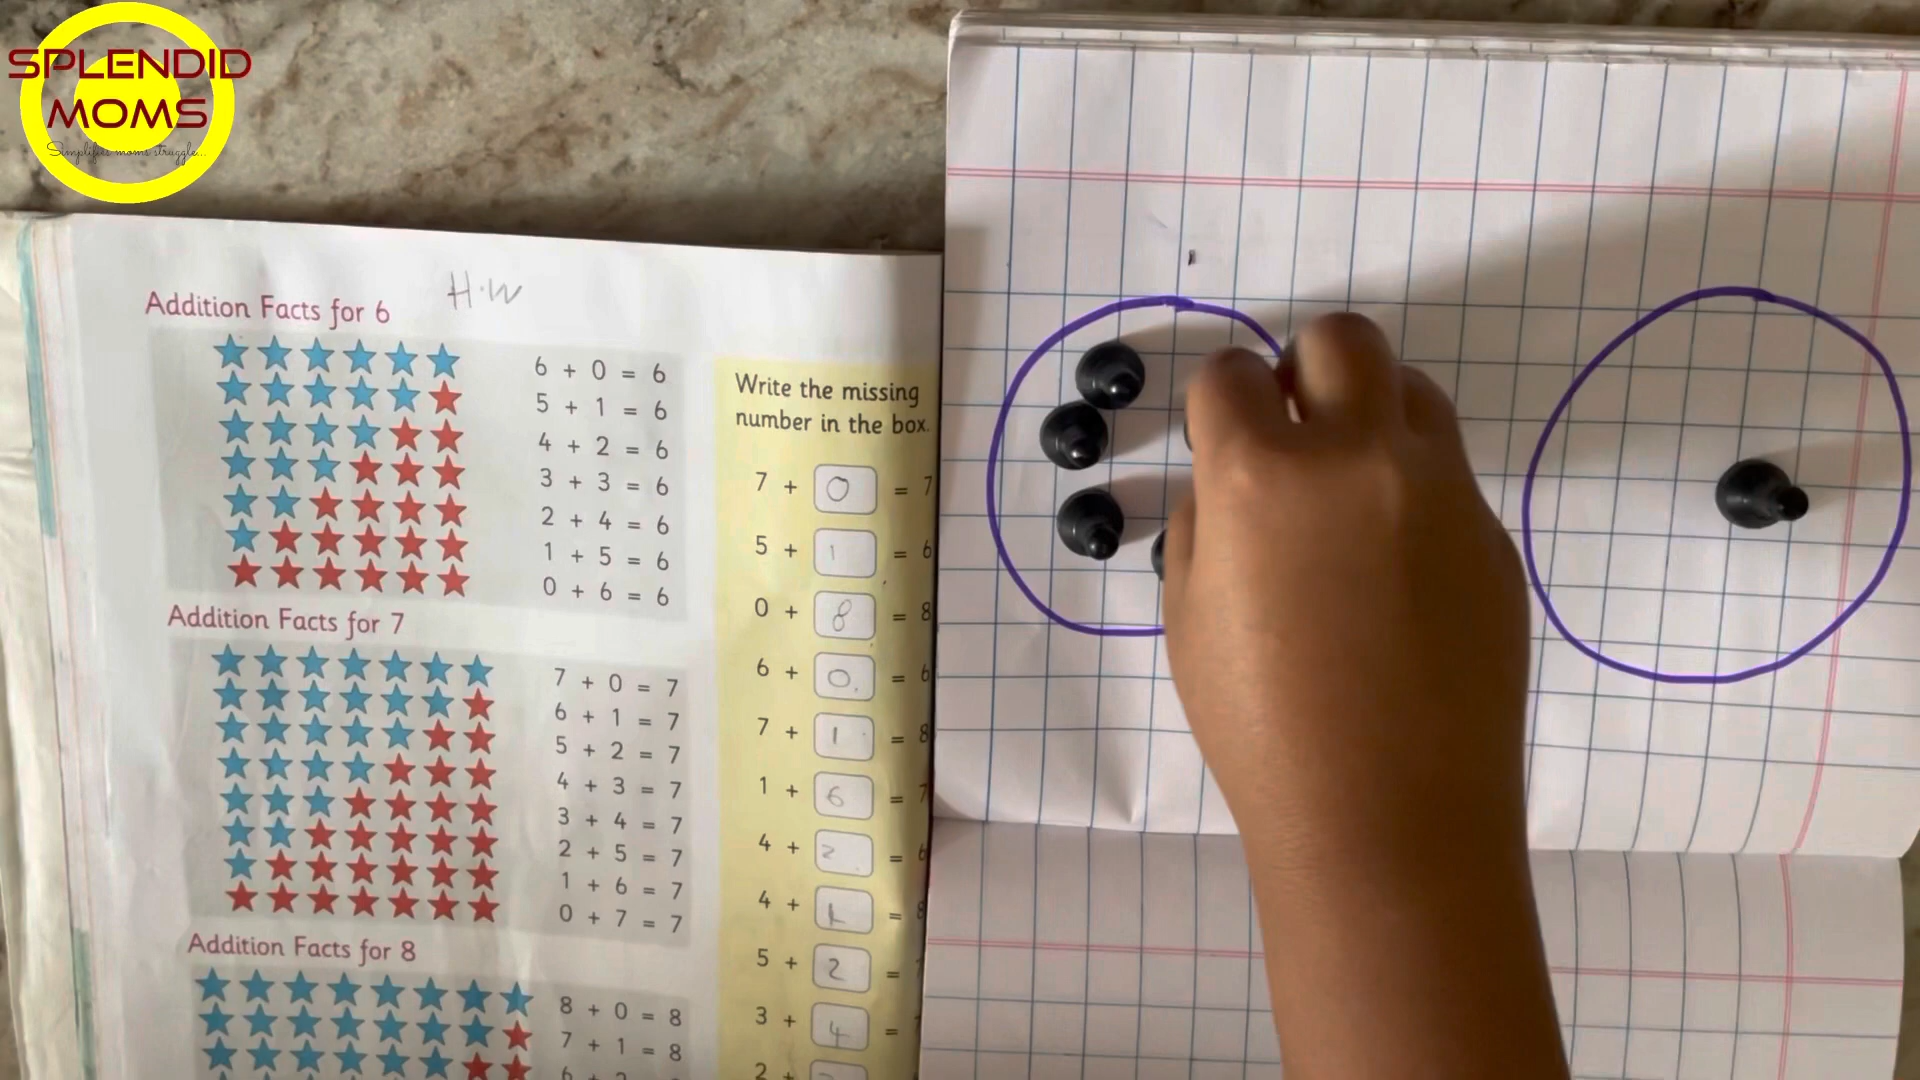 SPLENDID
MOMS
Simplifies moms struggle...
H.W
Addition Facts for 6
6 + 0 = 6
5 + 1 = 6
4 + 2 = 6
3 + 3 = 6
2 + 4 = 6
1 + 5 = 6
0 + 6 = 6
Addition Facts for 7
7 + 0 = 7
6 + 1 = 7
5 + 2 = 7
4 + 3 = 7
3 + 4 = 7
2 + 5 = 7
1 + 6 = 7
0 + 7 = 7
Addition Facts for 8
8 + 0 = 8
7 + 1 = 8
Write the missing
number in the box.
7 + 0 = 7
5 + 1 = 6
0 + 8 = 8
6 + 0 = 6
7 + 1 = 8
1 + 6 = 7
4 + 2 = 6
4 + = 8
5 + 2 =
3 + 4 =
2 +